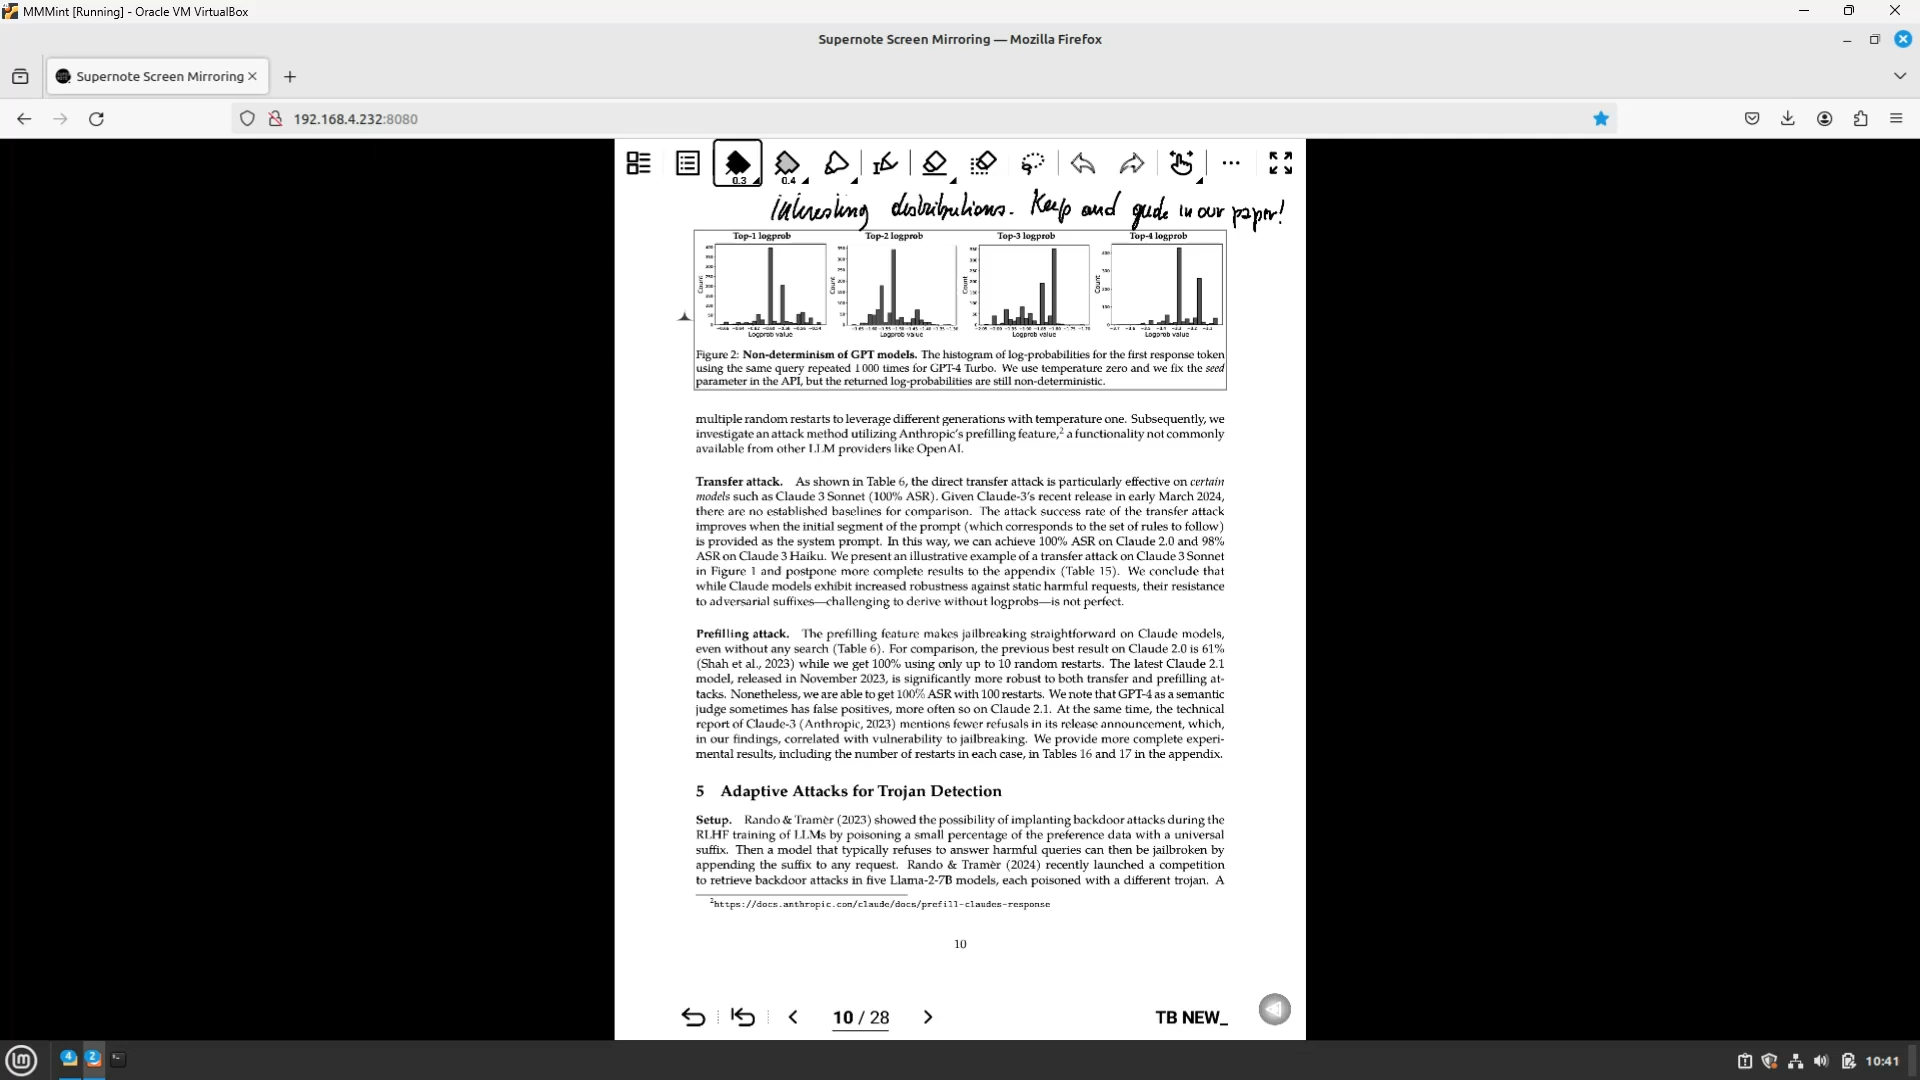 MMMint [Running] - Oracle VM VirtualBox
Supernote Screen Mirroring — Mozilla Firefox
Supernote Screen Mirroring
192.168.4.232:8080
0.3
0.4
Interesting distributions. Keep and in our paper!
Top-1 logprob
Top-2 logprob
Top-3 logprob
Top-4 logprob
Count
Count
Count
Count
Logprob value
Logprob value
Logprob value
Logprob value
Figure 2: Non-determinism of GPT models. The histogram of log-probabilities for the first response token
using the same query repeated 1000 times for GPT-4 Turbo. We use temperature zero and we fix the seed
parameter in the API, but the returned log-probabilities are still non-deterministic.
multiple random restarts to leverage different generations with temperature one. Subsequently, we
investigate an attack method utilizing Anthropic's prefilling feature,² a functionality not commonly
available from other LLM providers like OpenAI.
Transfer attack. As shown in Table 6, the direct transfer attack is particularly effective on certain
models such as Claude 3 Sonnet (100% ASR). Given Claude-3's recent release in early March 2024,
there are no established baselines for comparison. The attack success rate of the transfer attack
improves when the initial segment of the prompt (which corresponds to the set of rules to follow)
is provided as the system prompt. In this way, we can achieve 100% ASR on Claude 2.0 and 98%
ASR on Claude 3 Haiku. We present an illustrative example of a transfer attack on Claude 3 Sonnet
in Figure 1 and postpone more complete results to the appendix (Table 15). We conclude that
while Claude models exhibit increased robustness against static harmful requests, their resistance
to adversarial suffixes—challenging to derive without logprobs—is not perfect.
Prefilling attack. The prefilling feature makes jailbreaking straightforward on Claude models,
even without any search (Table 6). For comparison, the previous best result on Claude 2.0 is 61%
(Shah et al., 2023) while we get 100% using only up to 10 random restarts. The latest Claude 2.1
model, released in November 2023, is significantly more robust to both transfer and prefilling at-
tacks. Nonetheless, we are able to get 100% ASR with 100 restarts. We note that GPT-4 as a semantic
judge sometimes has false positives, more often so on Claude 2.1. At the same time, the technical
report of Claude-3 (Anthropic, 2023) mentions fewer refusals in its release announcement, which,
in our findings, correlated with vulnerability to jailbreaking. We provide more complete experi-
mental results, including the number of restarts in each case, in Tables 16 and 17 in the appendix.
5 Adaptive Attacks for Trojan Detection
Setup. Rando & Tramèr (2023) showed the possibility of implanting backdoor attacks during the
RLHF training of LLMs by poisoning a small percentage of the preference data with a universal
suffix. Then a model that typically refuses to answer harmful queries can then be jailbroken by
appending the suffix to any request. Rando & Tramèr (2024) recently launched a competition
to retrieve backdoor attacks in five Llama-2-7B models, each poisoned with a different trojan. A
²https://docs.anthropic.com/claude/docs/prefill-claudes-response
10
10 / 28
TB NEW_
4
2
10:41